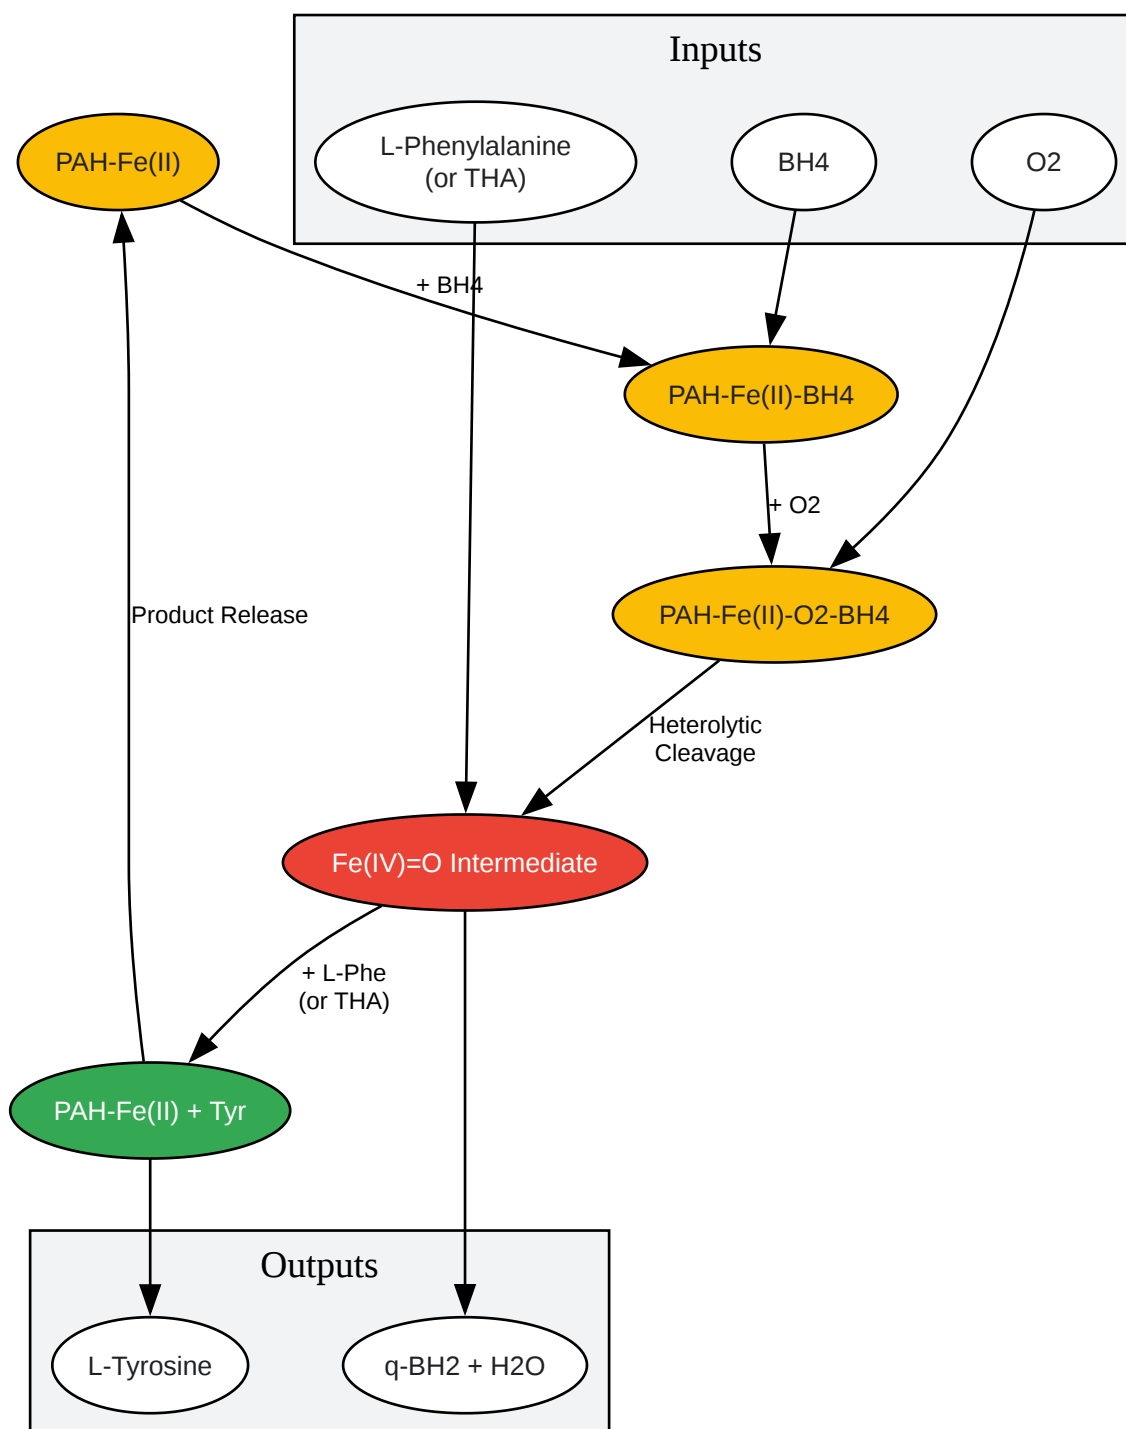 Inputs
PAH-Fe(II)
L-Phenylalanine
(or THA)
BH4
O2
+ BH4
PAH-Fe(II)-BH4
+ O2
Product Release
PAH-Fe(II)-O2-BH4
Heterolytic
Cleavage
Fe(IV)=O Intermediate
+ L-Phe
(or THA)
PAH-Fe(II) + Tyr
Outputs
L-Tyrosine
q-BH2 + H2O